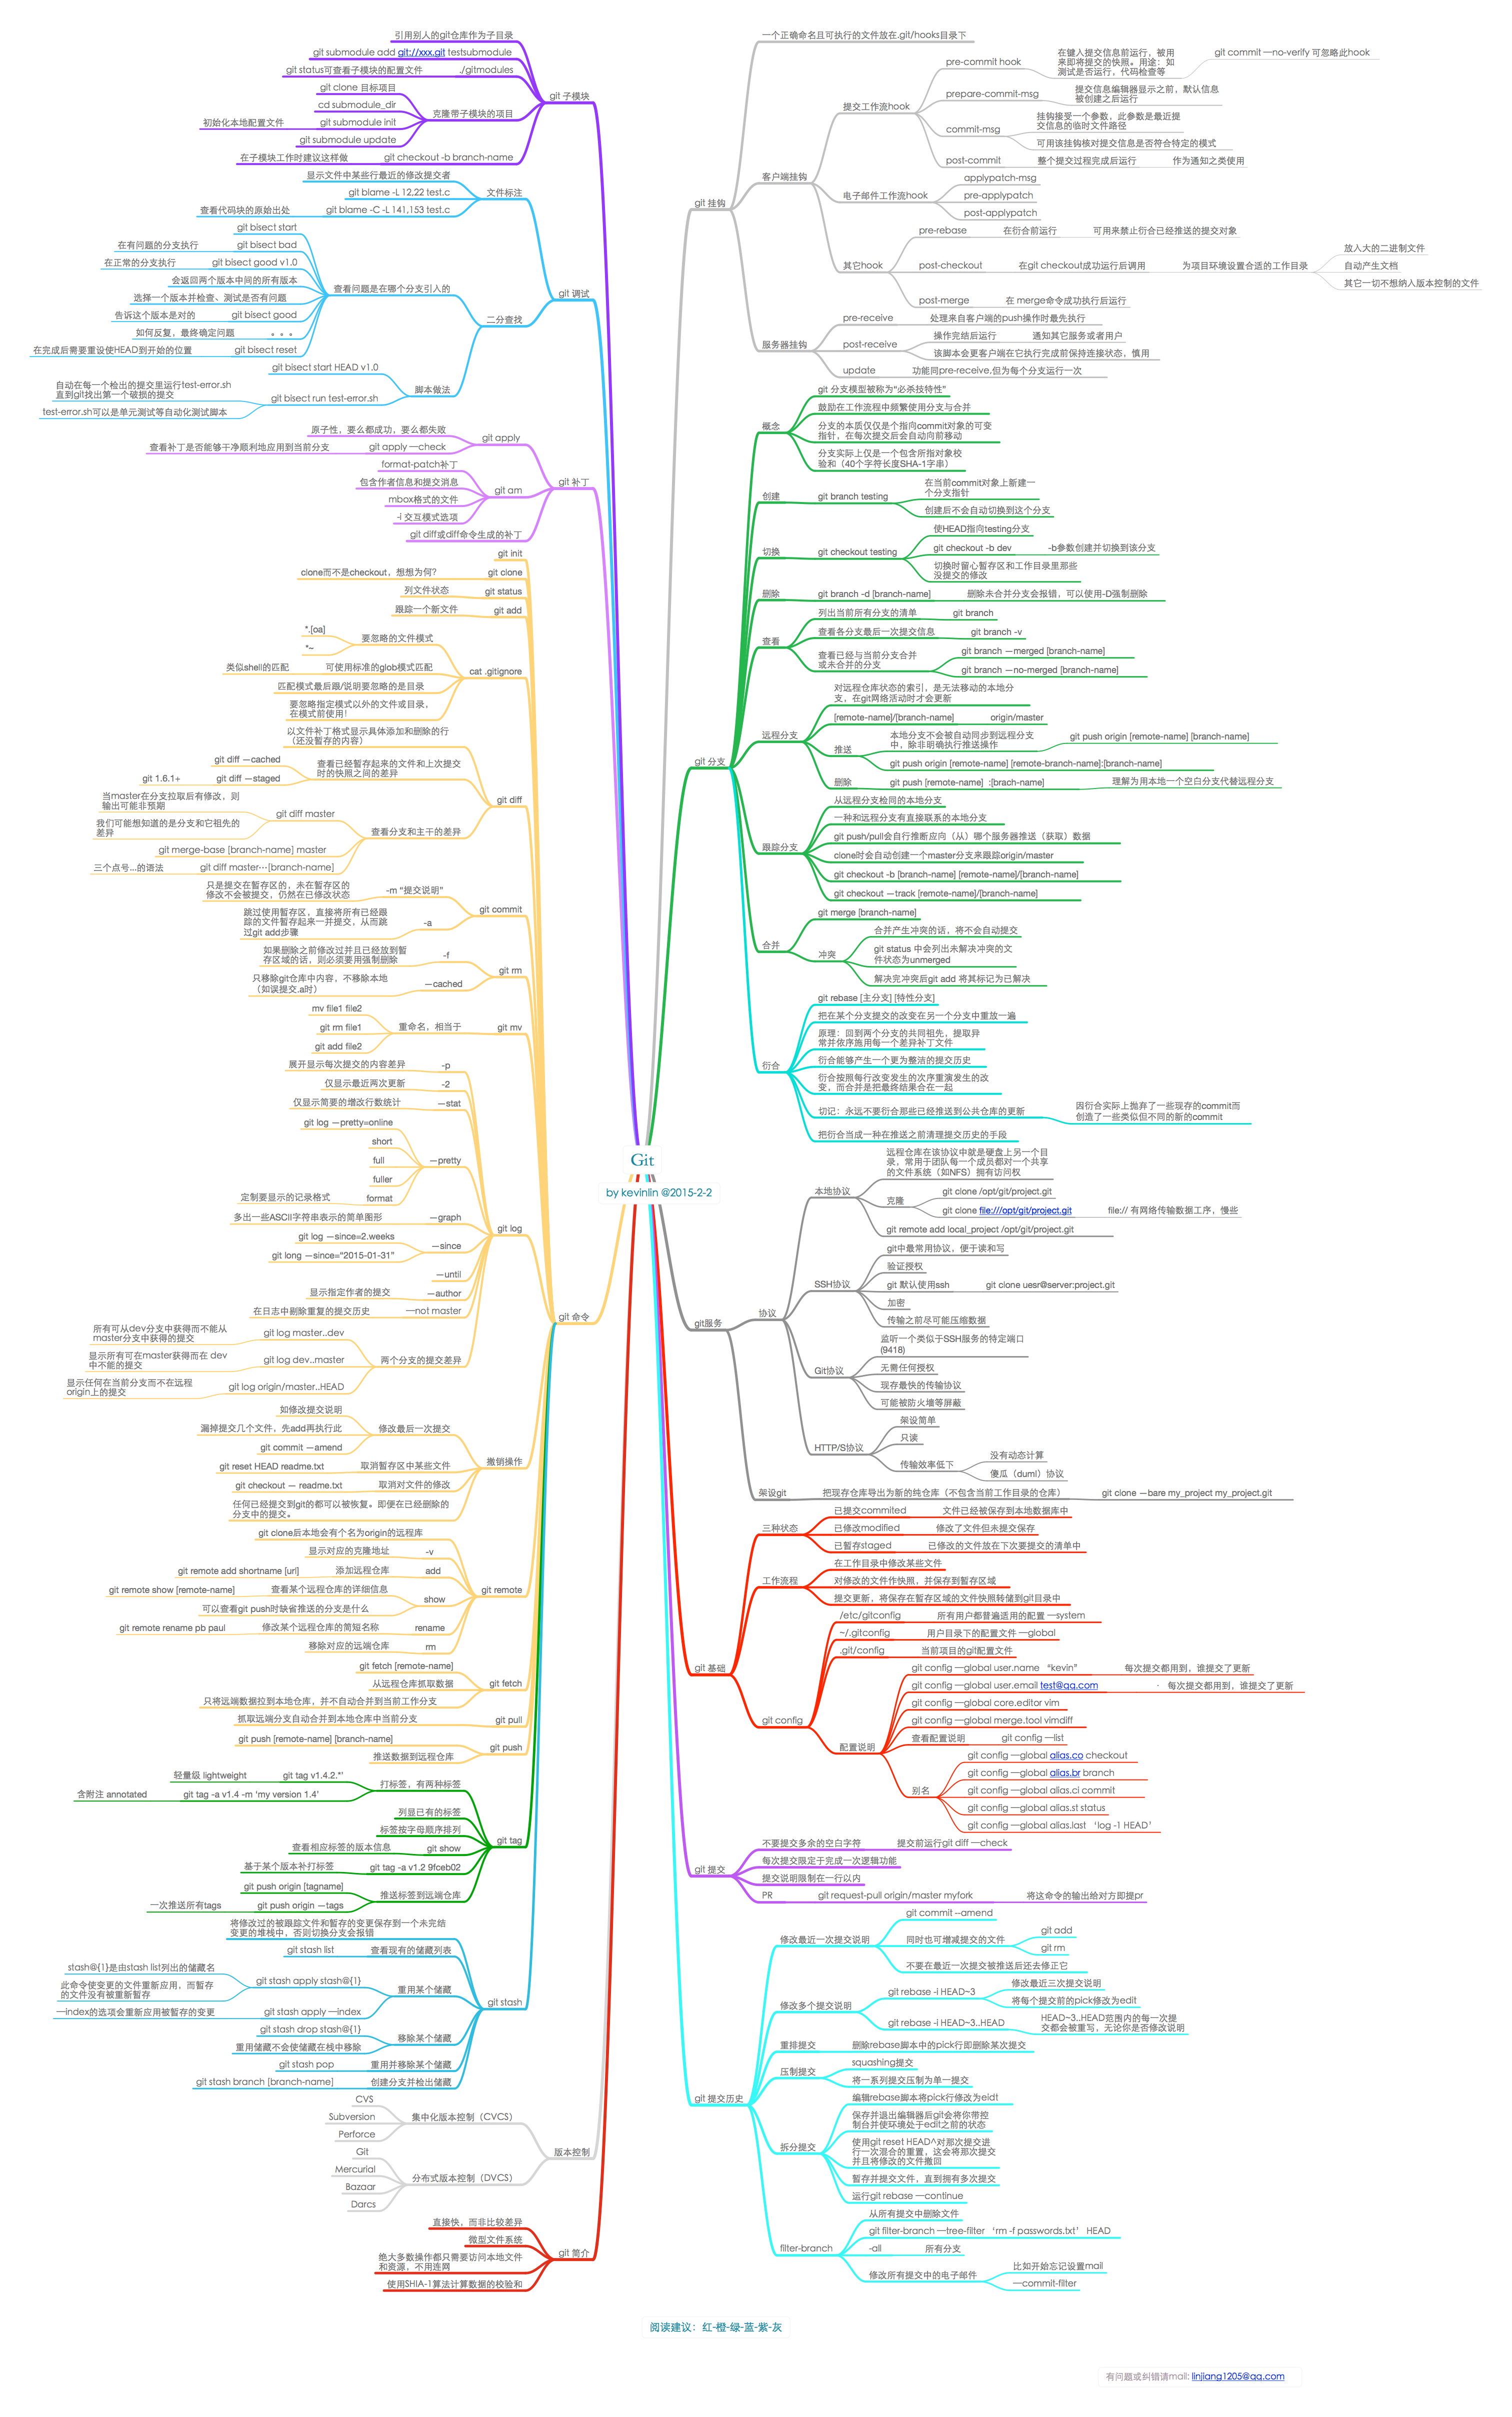 Git
by kevinlin @2015-2-2
git 子模块
引用别人的git仓库作为子目录
git submodule add git://xxx.git testsubmodule
git status可查看子模块的配置文件
./gitmodules
克隆带子模块的项目
git clone 目标项目
cd submodule_dir
初始化本地配置文件
git submodule init
git submodule update
在子模块工作时建议这样做
git checkout -b branch-name
git 调试
文件标注
显示文件中某些行最近的修改提交者
git blame -L 12,22 test.c
查看代码块的原始出处
git blame -C -L 141,153 test.c
二分查找
查看问题是在哪个分支引人的
git bisect start
在有问题的分支执行
git bisect bad
在正常的分支执行
git bisect good v1.0
会返回两个版本中间的所有版本
选择一个版本并检查、测试是否有问题
告诉这个版本是对的
git bisect good
如何反复，最终确定问题
。。。
在完成后需要重设使HEAD到开始的位置
git bisect reset
脚本做法
git bisect start HEAD v1.0
git bisect run test-error.sh
自动在每一个检出的提交里运行test-error.sh
直到git找出第一个破损的提交
test-error.sh可以是单元测试等自动化测试脚本
git 补丁
git apply
原子性，要么都成功，要么都失败
查看补丁是否能够干净顺利地应用到当前分支
git apply —check
git am
format-patch补丁
包含作者信息和提交消息
mbox格式的文件
-i 交互模式选项
git diff或diff命令生成的补丁
git 命令
git init
clone而不是checkout，想想为何?
git clone
列文件状态
git status
跟踪一个新文件
git add
cat .gitignore
要忽略的文件模式
*.[oa]
*~
类似shell的匹配
可使用标准的glob模式匹配
匹配模式最后跟/说明要忽略的是目录
要忽略指定模式以外的文件或目录，
在模式前使用!
git diff
以文件补丁格式显示具体添加和删除的行
（还没暂存的内容）
查看已经暂存起来的文件和上次提交
时的快照之间的差异
git diff —cached
git 1.6.1+
git diff —staged
查看分支和主干的差异
git diff master
当master在分支拉取后有修改，则
输出可能非预期
我们可能想知道的是分支和它祖先的
差异
git merge-base [branch-name] master
三个点号...的语法
git diff master···[branch-name]
git commit
-m “提交说明”
只是提交在暂存区的，未在暂存区的
修改不会被提交，仍然在已修改状态
-a
跳过使用暂存区，直接将所有已经跟
踪的文件暂存起来一并提交，从而跳
过git add步骤
git rm
-f
如果删除之前修改过并且已经放到暂
存区域的话，则必须要用强制删除
—cached
只移除git仓库中内容，不移除本地
（如误提交.a时）
git mv
重命名，相当于
mv file1 file2
git rm file1
git add file2
git log
展开显示每次提交的内容差异
-p
仅显示最近两次更新
-2
仅显示简要的增改行数统计
—stat
—pretty
git log —pretty=online
short
full
fuller
定制要显示的记录格式
format
多出一些ASCII字符串表示的简单图形
—graph
—since
git log —since=2.weeks
git long —since="2015-01-31"
—until
显示指定作者的提交
—author
在日志中剔除重复的提交历史
—not master
两个分支的提交差异
所有可从dev分支中获得而不能从
master分支中获得的提交
git log master..dev
显示所有可在master获得而在 dev
中不能的提交
git log dev..master
显示任何在当前分支而不在远程
origin上的提交
git log origin/master..HEAD
撤销操作
修改最后一次提交
如修改提交说明
漏掉提交几个文件，先add再执行此
git commit —amend
git reset HEAD readme.txt
取消暂存区中某些文件
git checkout — readme.txt
取消对文件的修改
任何已经提交到git的都可以被恢复。即便在已经删除的
分支中的提交。
git remote
git clone后本地会有个名为origin的远程库
显示对应的克隆地址
-v
git remote add shortname [url]
添加远程仓库
add
show
git remote show [remote-name]
查看某个远程仓库的详细信息
可以查看git push时缺省推送的分支是什么
git remote rename pb paul
修改某个远程仓库的简短名称
rename
移除对应的远端仓库
rm
git fetch
git fetch [remote-name]
从远程仓库抓取数据
只将远端数据拉到本地仓库，并不自动合并到当前工作分支
抓取远端分支自动合并到本地仓库中当前分支
git pull
git push
git push [remote-name] [branch-name]
推送数据到远程仓库
git tag
打标签，有两种标签
轻量级 lightweight
git tag v1.4.2.*'
含附注 annotated
git tag -a v1.4 -m ‘my version 1.4’
列显已有的标签
标签按字母顺序排列
查看相应标签的版本信息
git show
基于某个版本补打标签
git tag -a v1.2 9fceb02
推送标签到远端仓库
git push origin [tagname]
一次推送所有tags
git push origin —tags
git stash
将修改过的被跟踪文件和暂存的变更保存到一个未完结
变更的堆栈中，否则切换分支会报错
git stash list
查看现有的储藏列表
重用某个储藏
git stash apply stash@{1}
stash@{1}是由stash list列出的储藏名
此命令使变更的文件重新应用，而暂存
的文件没有被重新暂存
—index的选项会重新应用被暂存的变更
git stash apply —index
移除某个储藏
git stash drop stash@{1}
重用储藏不会使储藏在栈中移除
git stash pop
重用并移除某个储藏
git stash branch [branch-name]
创建分支并检出储藏
版本控制
集中化版本控制（CVCS）
CVS
Subversion
Perforce
分布式版本控制（DVCS）
Git
Mercurial
Bazaar
Darcs
git 简介
直接快，而非比较差异
微型文件系统
绝大多数操作都只需要访问本地文件
和资源，不用连网
使用SHIA-1算法计算数据的校验和
git 挂钩
一个正确命名且可执行的文件放在.git/hooks目录下
客户端挂钩
提交工作流hook
pre-commit hook
在键入提交信息前运行，被用
来即将提交的快照。用途：如
测试是否运行，代码检查等
git commit —no-verify 可忽略此hook
prepare-commit-msg
提交信息编辑器显示之前，默认信息
被创建之后运行
commit-msg
挂钩接受一个参数，此参数是最近提
交信息的临时文件路径
可用该挂钩核对提交信息是否符合特定的模式
post-commit
整个提交过程完成后运行
作为通知之类使用
电子邮件工作流hook
applypatch-msg
pre-applypatch
post-applypatch
其它hook
pre-rebase
在衍合前运行
可用来禁止衍合已经推送的提交对象
post-checkout
在git checkout成功运行后调用
为项目环境设置合适的工作目录
放入大的二进制文件
自动产生文档
其它一切不想纳入版本控制的文件
post-merge
在 merge命令成功执行后运行
服务器挂钩
pre-receive
处理来自客户端的push操作时最先执行
post-receive
操作完结后运行
通知其它服务或者用户
该脚本会更客户端在它执行完成前保持连接状态，慎用
update
功能同pre-receive.但为每个分支运行一次
git 分支
概念
git 分支模型被称为“必杀技特性”
鼓励在工作流程中频繁使用分支与合并
分支的本质仅仅是个指向commit对象的可变
指针，在每次提交后会自动向前移动
分支实际上仅是一个包含所指对象校
验和（40个字符长度SHA-1字串）
创建
git branch testing
在当前commit对象上新建一
个分支指针
创建后不会自动切换到这个分支
切换
git checkout testing
使HEAD指向testing分支
git checkout -b dev
-b参数创建并切换到该分支
切换时留心暂存区和工作目录里那些
没提交的修改
删除
git branch -d [branch-name]
删除未合并分支会报错，可以使用-D强制删除
查看
列出当前所有分支的清单
git branch
查看各分支最后一次提交信息
git branch -v
查看已经与当前分支合并
或未合并的分支
git branch —merged [branch-name]
git branch —no-merged [branch-name]
远程分支
对远程仓库状态的索引，是无法移动的本地分
支，在git网络活动时才会更新
[remote-name]/[branch-name]
origin/master
推送
本地分支不会被自动同步到远程分支
中，除非明确执行推送操作
git push origin [remote-name] [branch-name]
git push origin [remote-name] [remote-branch-name]:[branch-name]
删除
git push [remote-name] :[brach-name]
理解为用本地一个空白分支代替远程分支
跟踪分支
从远程分支检同的本地分支
一种和远程分支有直接联系的本地分支
git push/pull会自行推断应向（从）哪个服务器推送（获取）数据
clone时会自动创建一个master分支来跟踪origin/master
git checkout -b [branch-name] [remote-name]/[branch-name]
git checkout —track [remote-name]/[branch-name]
合并
git merge [branch-name]
冲突
合并产生冲突的话，将不会自动提交
git status 中会列出未解决冲突的文
件状态为unmerged
解决完冲突后git add 将其标记为已解决
衍合
git rebase [主分支] [特性分支]
把在某个分支提交的改变在另一个分支中重放一遍
原理：回到两个分支的共同祖先，提取异
常并依序施用每一个差异补丁文件
衍合能够产生一个更为整洁的提交历史
衍合按照每行改变发生的次序重演发生的改
变，而合并是把最终结果合在一起
切记：永远不要衍合那些已经推送到公共仓库的更新
因衍合实际上抛弃了一些现存的commit而
创造了一些类似但不同的新的commit
把衍合当成一种在推送之前清理提交历史的手段
git服务
协议
本地协议
远程仓库在该协议中就是硬盘上另一个目
录，常用于团队每一个成员都对一个共享
的文件系统（如NFS）拥有访问权
克隆
git clone /opt/git/project.git
git clone file:///opt/git/project.git
file:// 有网络传输数据工序，慢些
git remote add local_project /opt/git/project.git
SSH协议
git中最常用协议，便于读和写
验证授权
git 默认使用ssh
git clone uesr@server:project.git
加密
传输之前尽可能压缩数据
Git协议
监听一个类似于SSH服务的特定端口
(9418)
无需任何授权
现存最快的传输协议
可能被防火墙等屏蔽
HTTP/S协议
架设简单
只读
传输效率低下
没有动态计算
傻瓜（duml）协议
架设git
把现存仓库导出为新的纯仓库（不包含当前工作目录的仓库）
git clone —bare my_project my_project.git
git 基础
三种状态
已提交commited
文件已经被保存到本地数据库中
已修改modified
修改了文件但未提交保存
已暂存staged
已修改的文件放在下次要提交的清单中
工作流程
在工作目录中修改某些文件
对修改的文件作快照，并保存到暂存区域
提交更新，将保存在暂存区域的文件快照转储到git目录中
git config
/etc/gitconfig
所有用户都普遍适用的配置 —system
~/.gitconfig
用户目录下的配置文件 —global
.git/config
当前项目的git配置文件
配置说明
git config —global user.name “kevin”
每次提交都用到，谁提交了更新
git config —global user.email test@qq.com
· 每次提交都用到，谁提交了更新
git config —global core.editor vim
git config —global merge.tool vimdiff
查看配置说明
git config —list
别名
git config —global alias.co checkout
git config —global alias.br branch
git config —global alias.ci commit
git config —global alias.st status
git config —global alias.last ‘log -1 HEAD’
git 提交
不要提交多余的空白字符
提交前运行git diff —check
每次提交限定于完成一次逻辑功能
提交说明限制在一行以内
PR
git request-pull origin/master myfork
将这命令的输出给对方即提pr
git 提交历史
修改最近一次提交说明
git commit --amend
同时也可增减提交的文件
git add
git rm
不要在最近一次提交被推送后还去修正它
修改多个提交说明
git rebase -i HEAD~3
修改最近三次提交说明
将每个提交前的pick修改为edit
git rebase -i HEAD~3..HEAD
HEAD~3..HEAD范围内的每一次提
交都会被重写，无论你是否修改说明
重排提交
删除rebase脚本中的pick行即删除某次提交
压制提交
squashing提交
将一系列提交压制为单一提交
拆分提交
编辑rebase脚本将pick行修改为eidt
保存并退出编辑器后git会将你带控
制台并使环境处于edit之前的状态
使用git reset HEAD^对那次提交进
行一次混合的重置，这会将那次提交
并且将修改的文件撤回
暂存并提交文件，直到拥有多次提交
运行git rebase —continue
filter-branch
从所有提交中删除文件
git filter-branch —tree-filter ‘rm -f passwords.txt’ HEAD
-all
所有分支
修改所有提交中的电子邮件
比如开始忘记设置mail
—commit-filter
阅读建议：红-橙-绿-蓝-紫-灰
有问题或纠错请mail: linjiang1205@qq.com